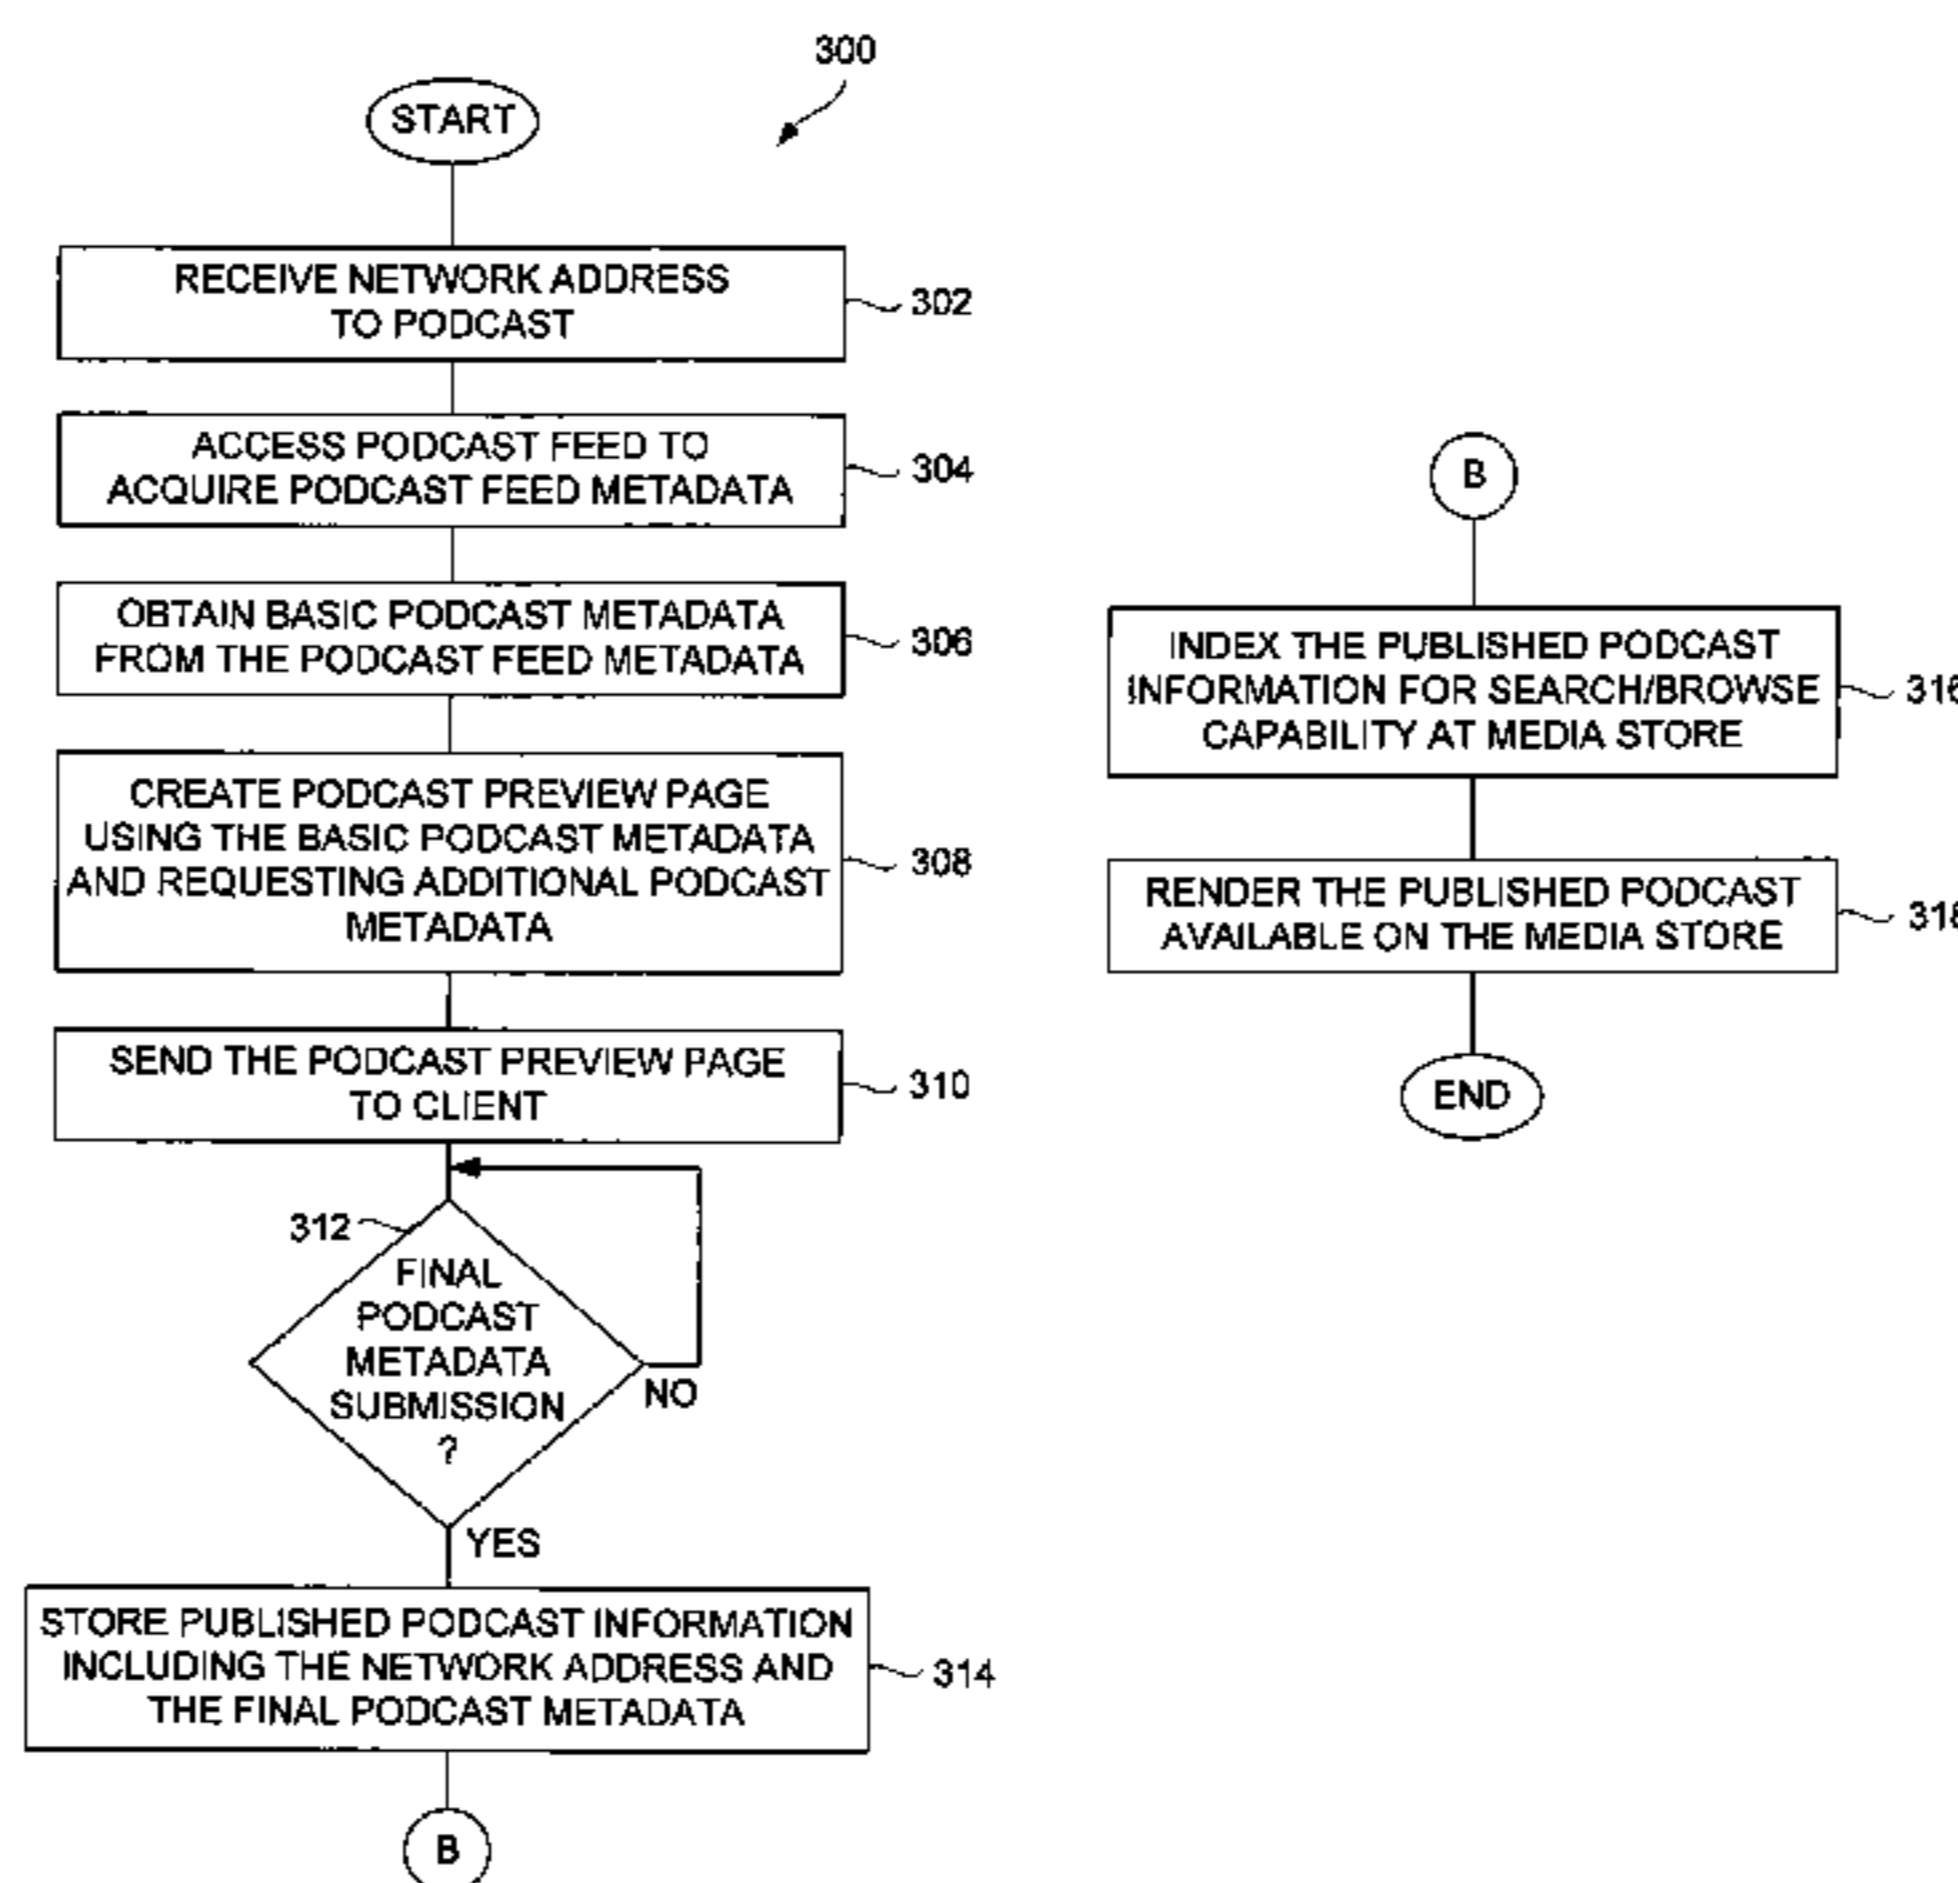 300
START
RECEIVE NETWORK ADDRESS
TO PODCAST
302
ACCESS PODCAST FEED TO
ACQUIRE PODCAST FEED METADATA
304
OBTAIN BASIC PODCAST METADATA
FROM THE PODCAST FEED METADATA
306
CREATE PODCAST PREVIEW PAGE
USING THE BASIC PODCAST METADATA
AND REQUESTING ADDITIONAL PODCAST
METADATA
308
SEND THE PODCAST PREVIEW PAGE
TO CLIENT
310
312
FINAL
PODCAST
METADATA
SUBMISSION
?
NO
YES
STORE PUBLISHED PODCAST INFORMATION
INCLUDING THE NETWORK ADDRESS AND
THE FINAL PODCAST METADATA
314
B
B
INDEX THE PUBLISHED PODCAST
INFORMATION FOR SEARCH/BROWSE
CAPABILITY AT MEDIA STORE
316
RENDER THE PUBLISHED PODCAST
AVAILABLE ON THE MEDIA STORE
318
END